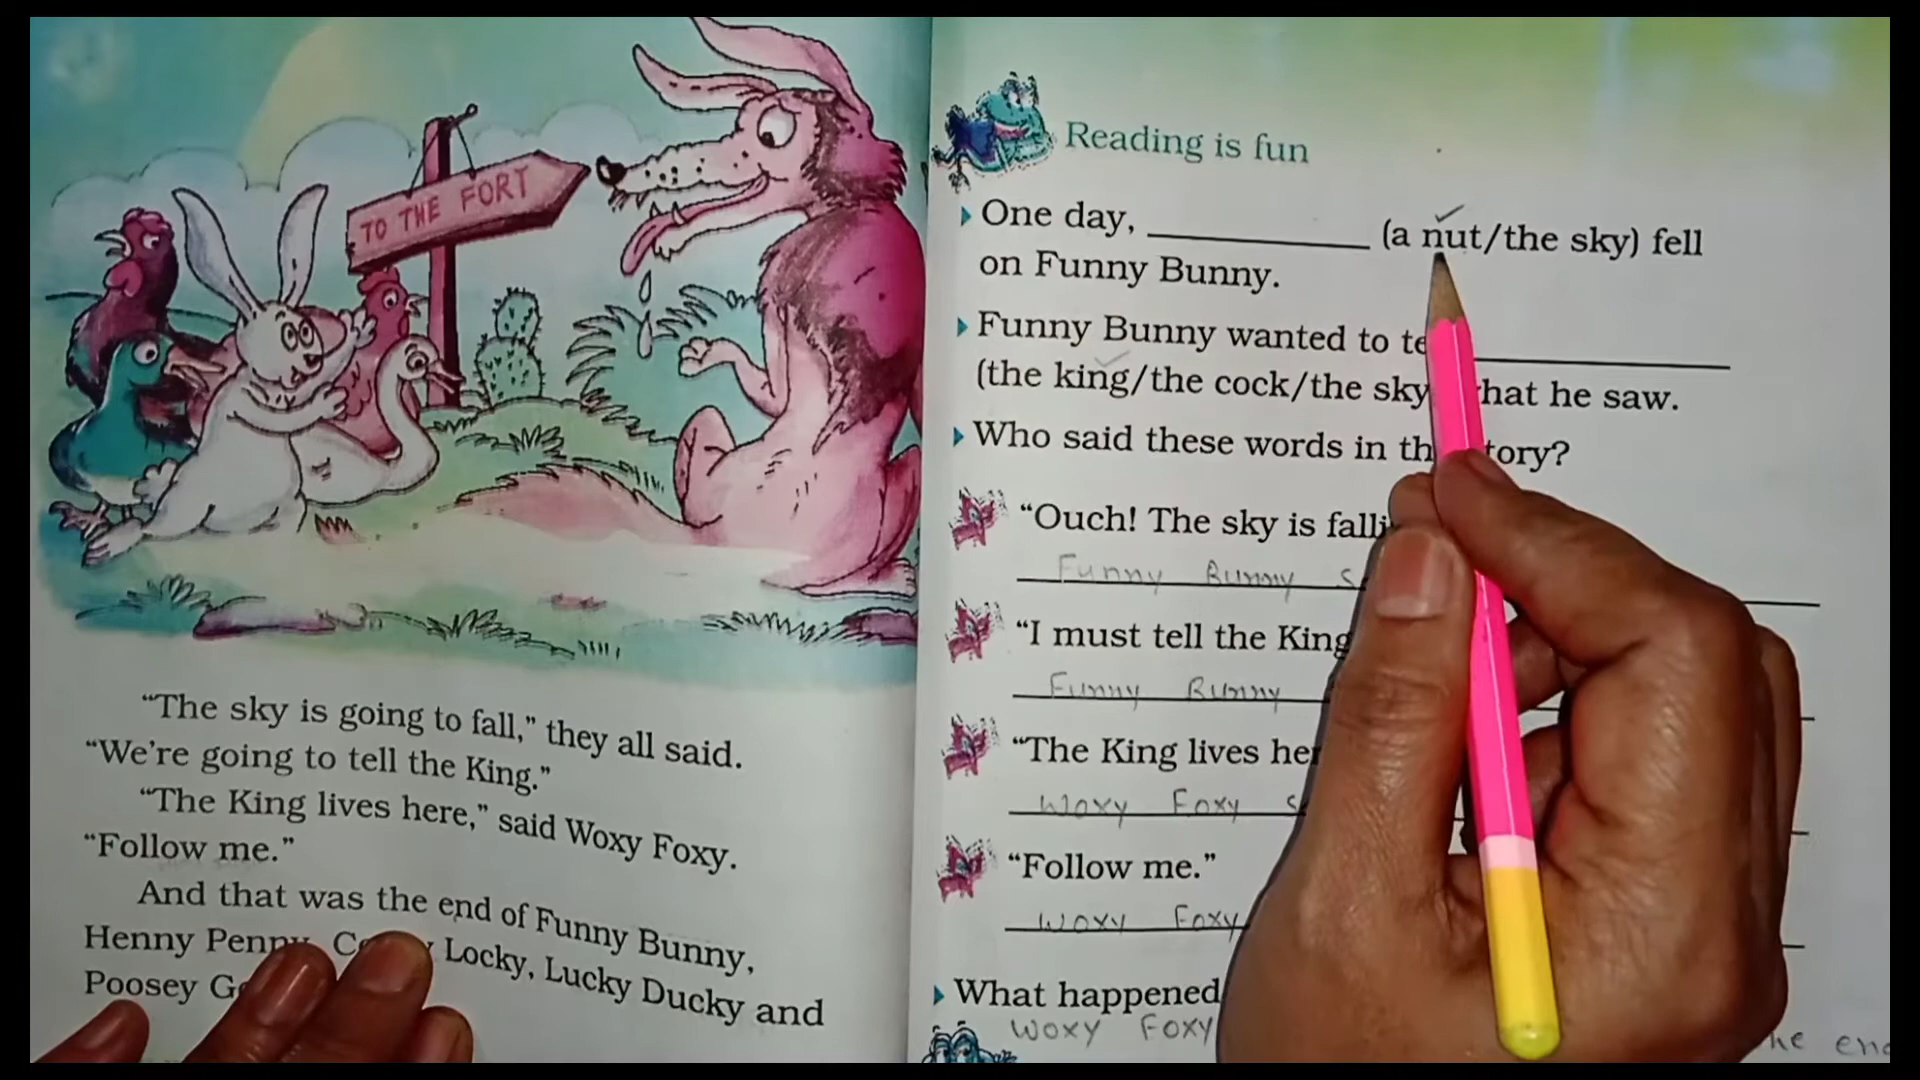 TO THE FORT
"The sky is going to fall," they all said.
"We're going to tell the King."
"The King lives here," said Woxy Foxy.
"Follow me."
And that was the end of Funny Bunny,
Henny Penny, Locky, Lucky Ducky and
Poosey
Reading is fun
One day, (a nut/the sky) fell
on Funny Bunny.
Funny Bunny wanted to
(the king/the cock/the sky he saw.
Who said these words in
"Ouch! The sky is
Funny Bunny
"I must tell the King
Funny Bunny
"The King lives
Woxy Foxy
"Follow me."
Woxy Foxy
What happened
Woxy Foxy